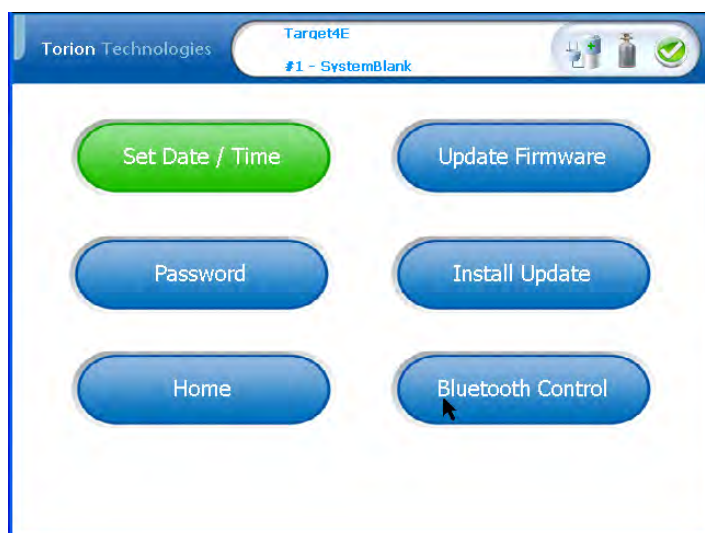 Torion Technologies
Target4E
#1 - SystemBlank
Set Date / Time
Update Firmware
Password
Install Update
Home
Bluetooth Control